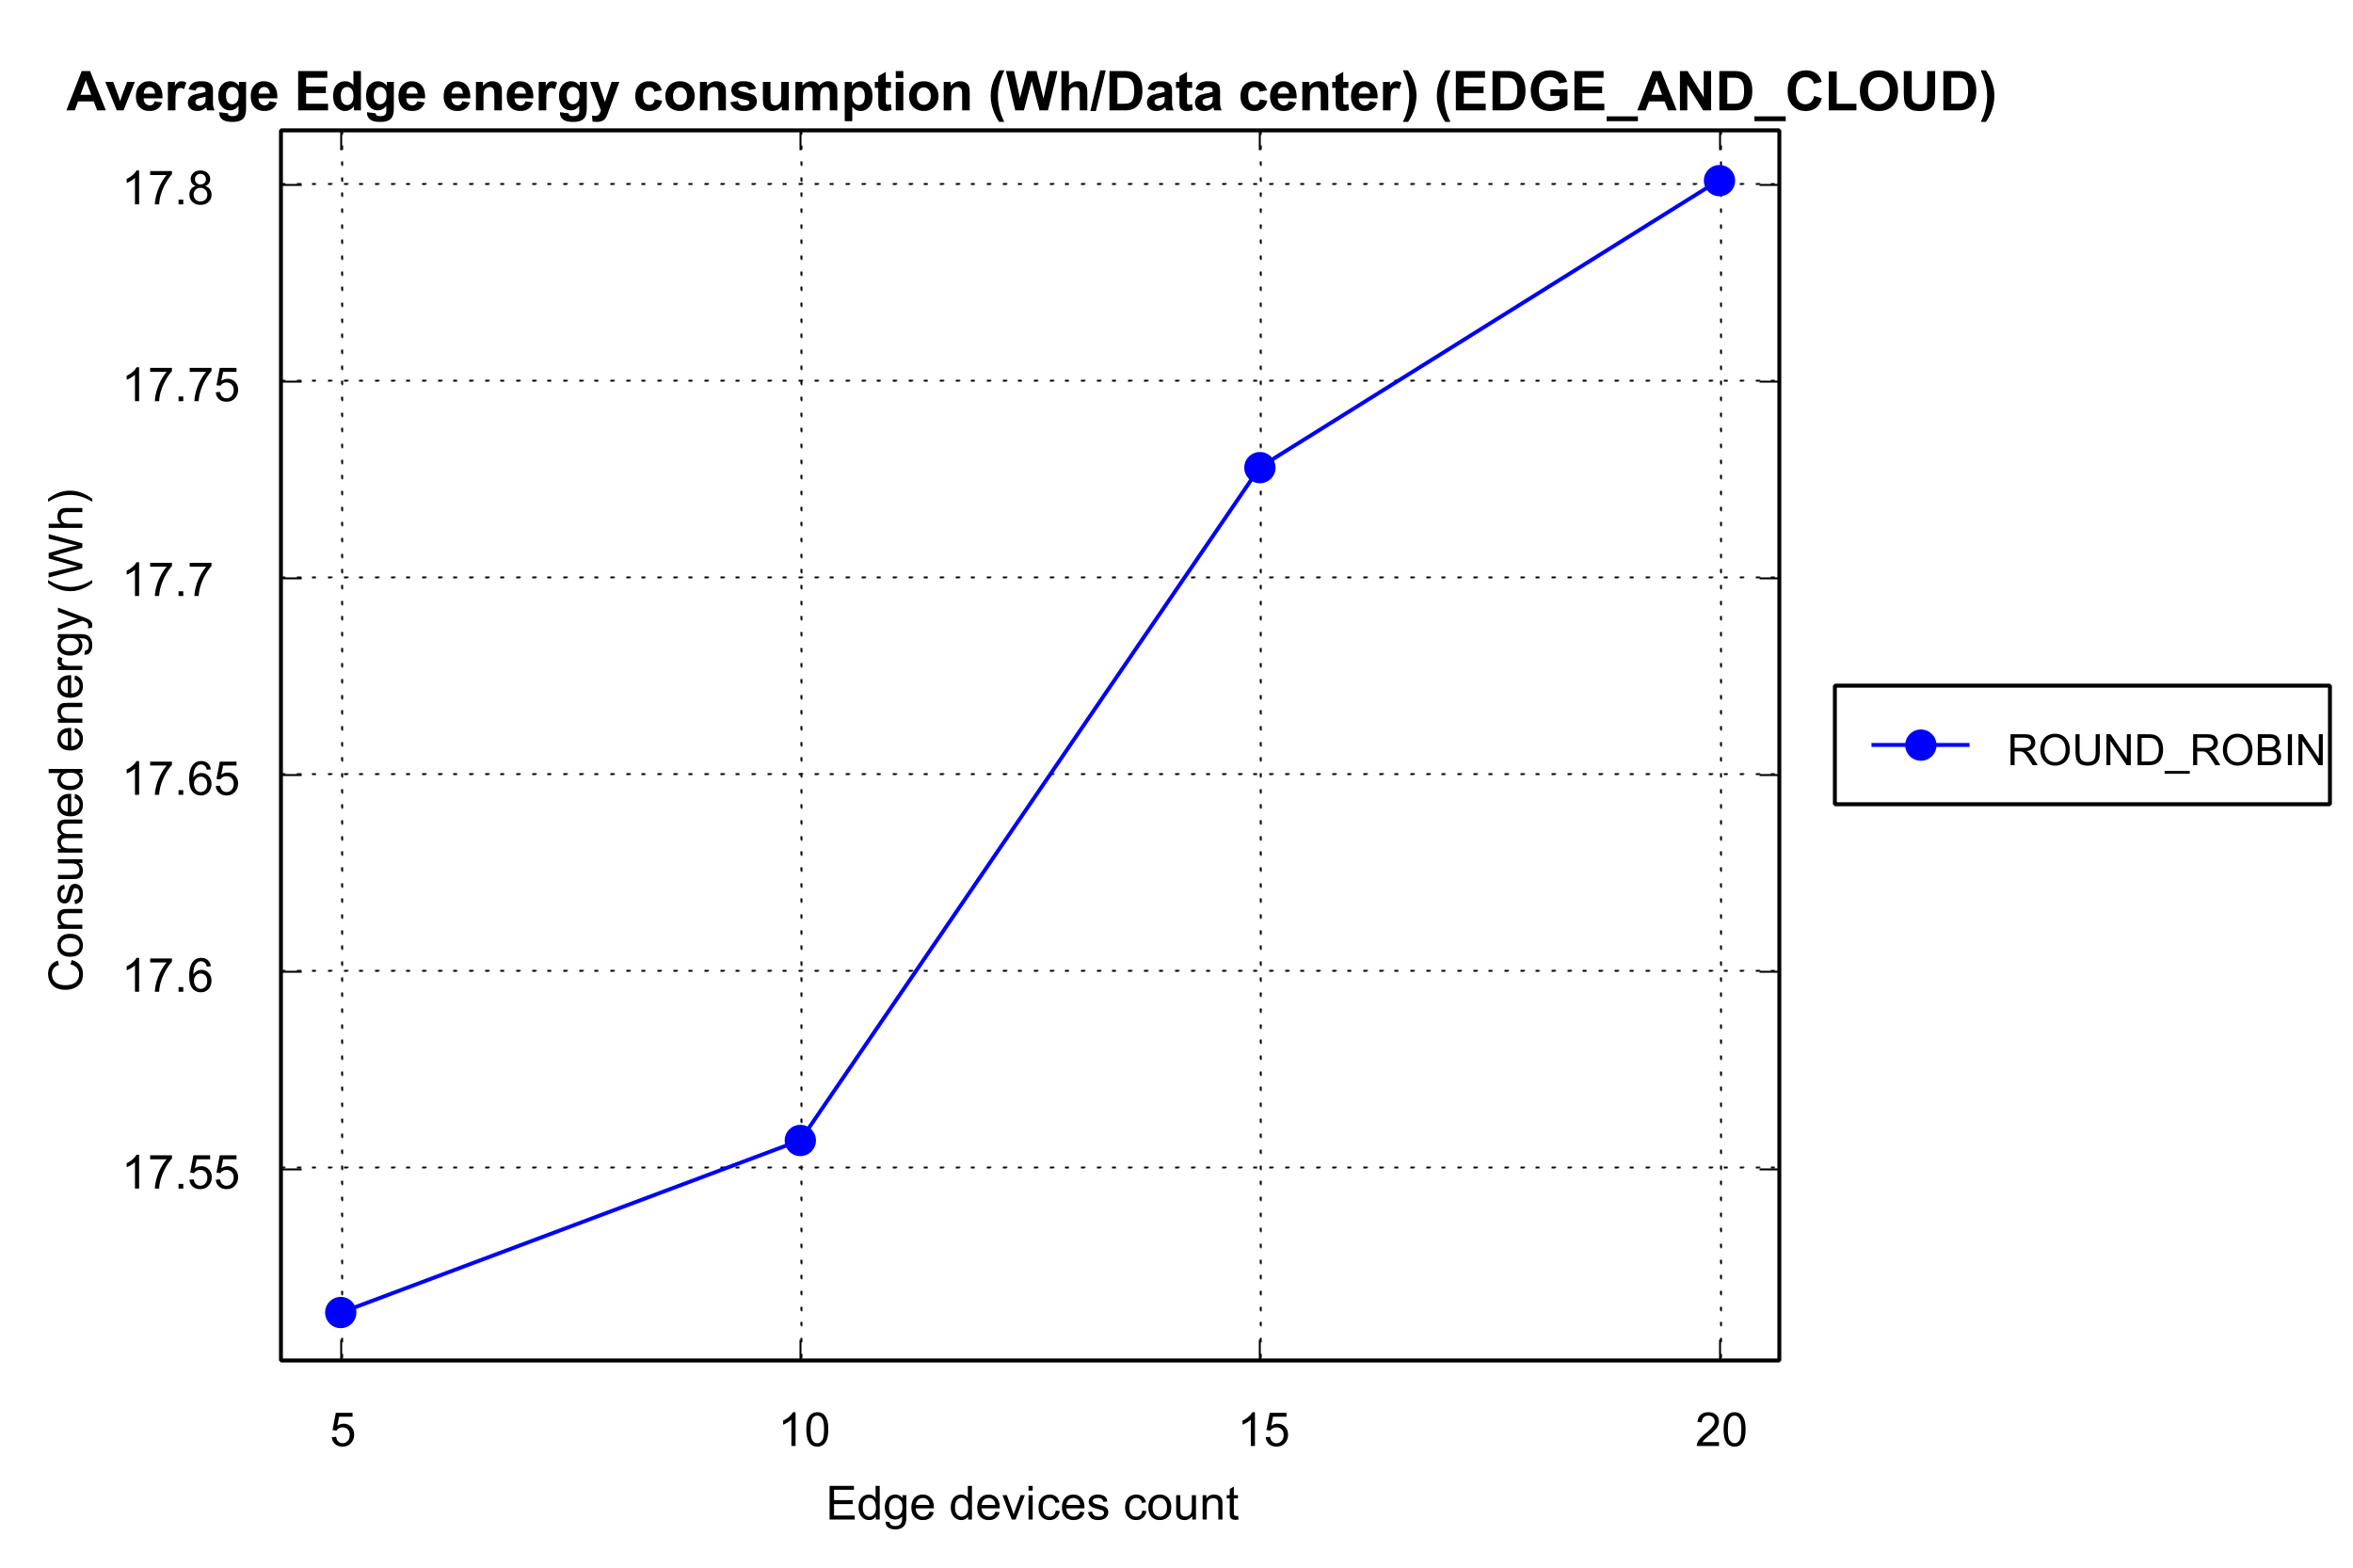 Average Edge energy consumption (Wh/Data center) (EDGE_AND_CLOUD)
17.8
17.75
17.7
17.65
17.6
17.55
Consumed energy (Wh)
ROUND_ROBIN
5 10 15 20
Edge devices count